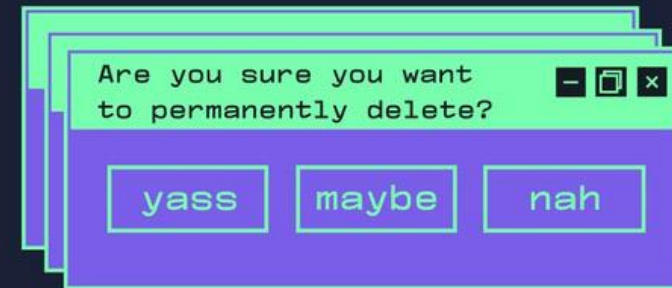 Are you sure you want
to permanently delete?
yass maybe nah